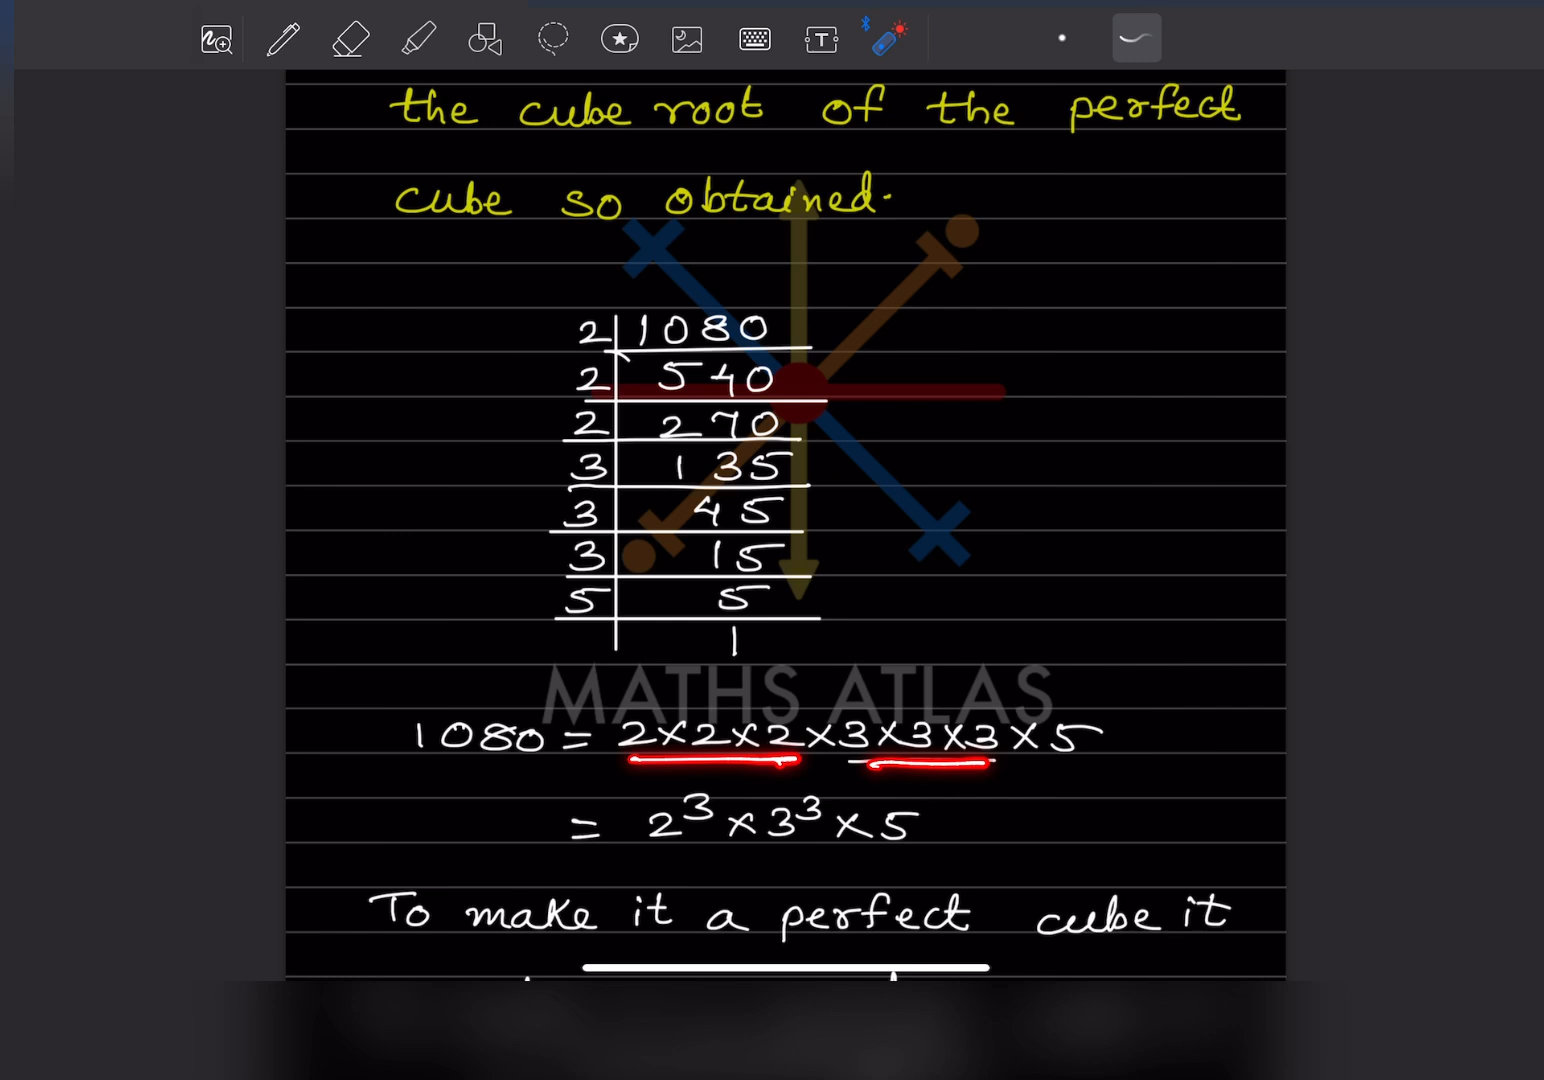 the cube root of the perfect
cube so obtained.
2 1080
2 540
2 270
3 135
3 45
3 15
5 5
1
MATHS ATLAS
1080 = 2×2×2×3×3×3×5
= 2³×3³×5
To make it a perfect cube it